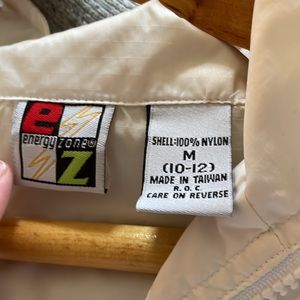 e
energy zone®
z
SHELL:100% NYLON
M
(10-12)
MADE IN TAIWAN
R.O.C.
CARE ON REVERSE